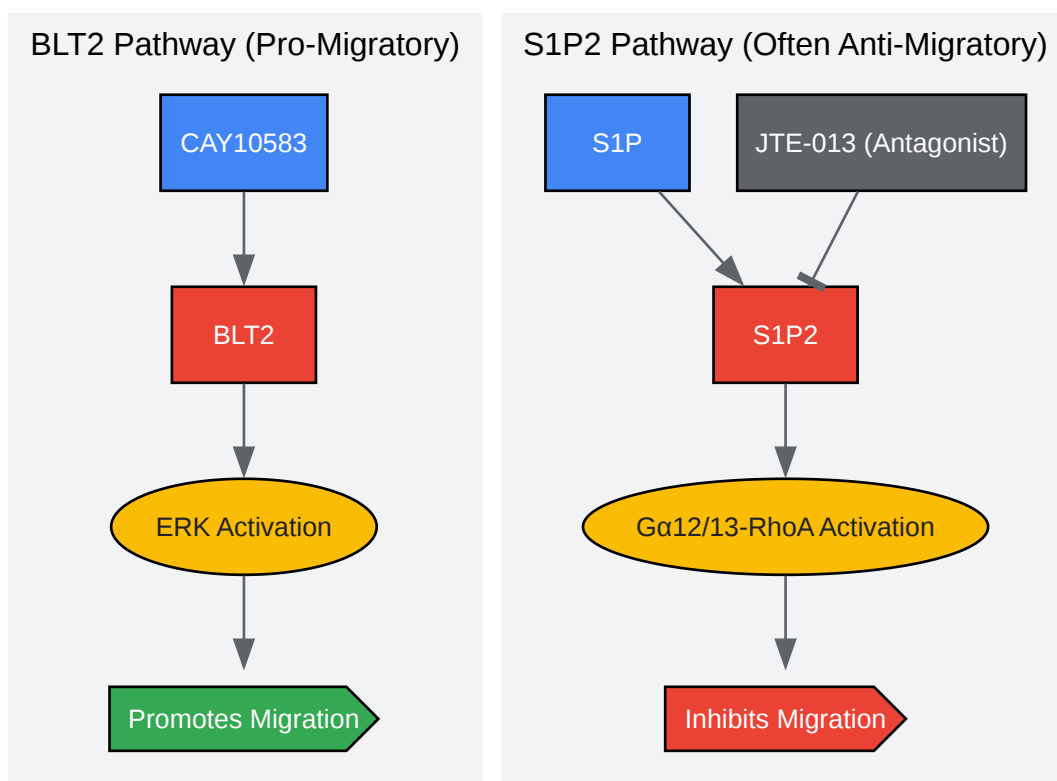 BLT2 Pathway (Pro-Migratory)
CAY10583
BLT2
ERK Activation
Promotes Migration
S1P2 Pathway (Often Anti-Migratory)
S1P
JTE-013 (Antagonist)
S1P2
Gα12/13-RhoA Activation
Inhibits Migration